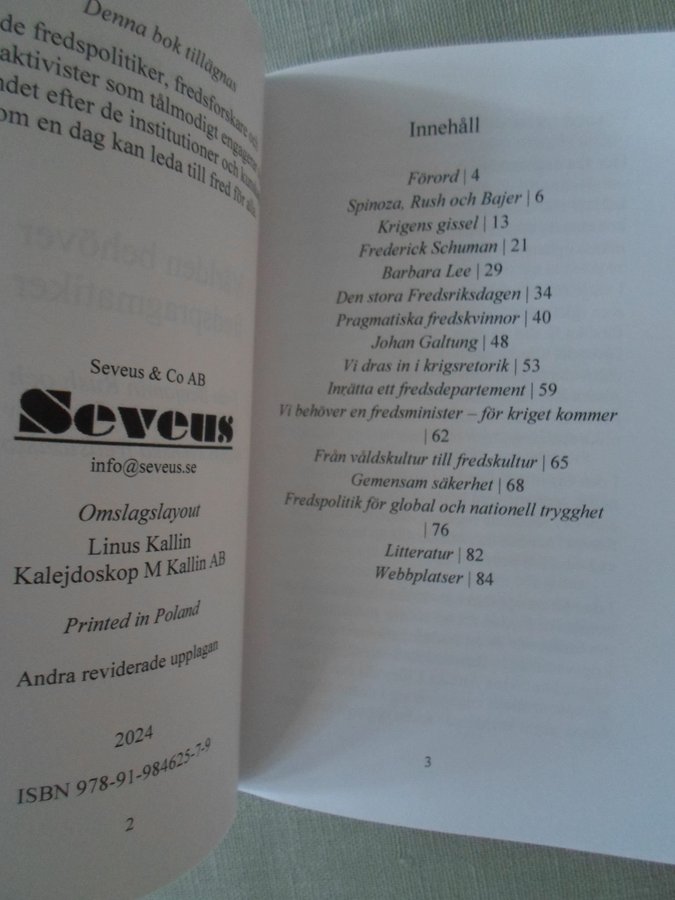 Denna bok tillägnas
de fredspolitiker, fredsforskare och
aktivister som tålmodigt engagerar
det efter de institutioner och
om en dag kan leda till fred för alla.
Seveus & Co AB
Seveus
info@seveus.se
Omslagslayout
Linus Kallin
Kalejdoskop M Kallin AB
Printed in Poland
Andra reviderade upplagan
2024
ISBN 978-91-984625-7-9
2
Innehåll
Förord | 4
Spinoza, Rush och Bajer | 6
Krigens gissel | 13
Frederick Schuman | 21
Barbara Lee | 29
Den stora Fredsriksdagen | 34
Pragmatiska fredskvinnor | 40
Johan Galtung | 48
Vi dras in i krigsretorik | 53
Inrätta ett fredsdepartement | 59
Vi behöver en fredsminister – för kriget kommer
| 62
Från våldskultur till fredskultur | 65
Gemensam säkerhet | 68
Fredspolitik för global och nationell trygghet
| 76
Litteratur | 82
Webbplatser | 84
3